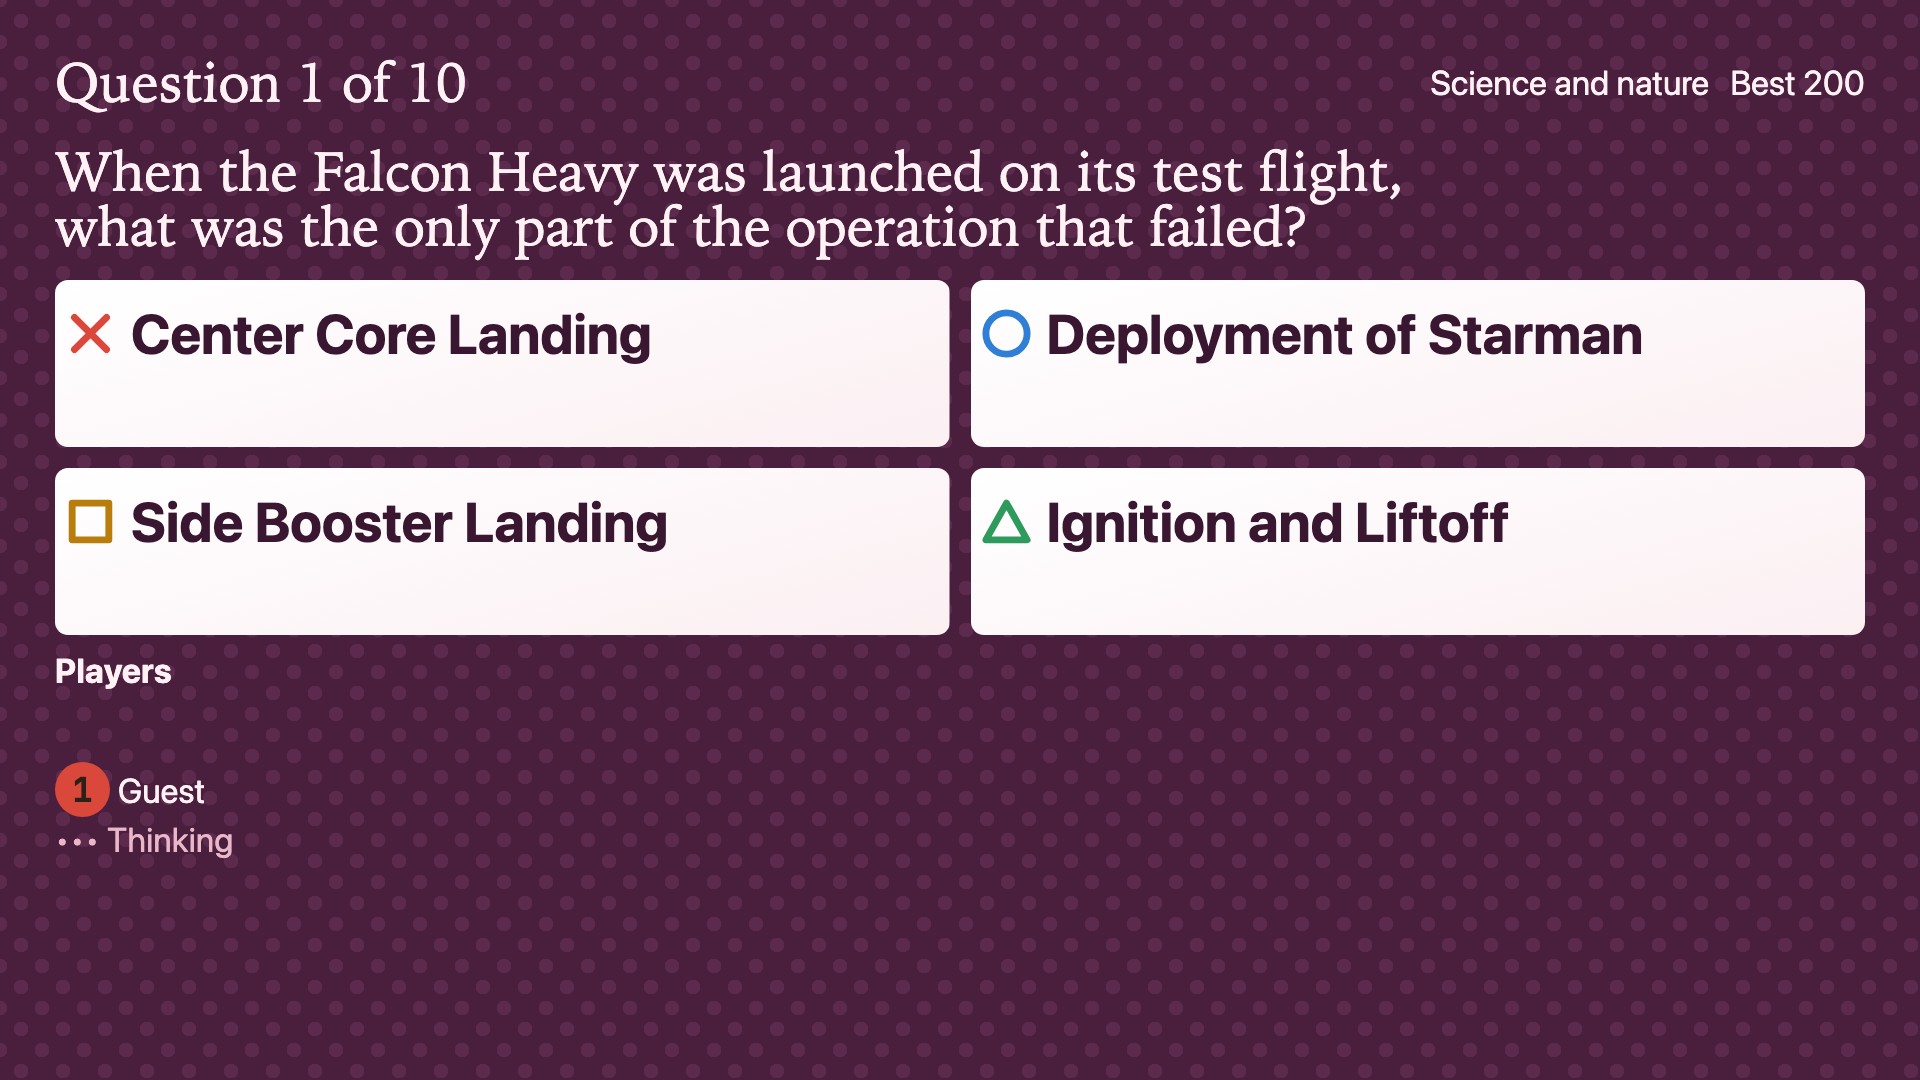 Question 1 of 10
Science and nature Best 200
When the Falcon Heavy was launched on its test flight,
what was the only part of the operation that failed?
Center Core Landing
Deployment of Starman
Side Booster Landing
Ignition and Liftoff
Players
1 Guest
••• Thinking